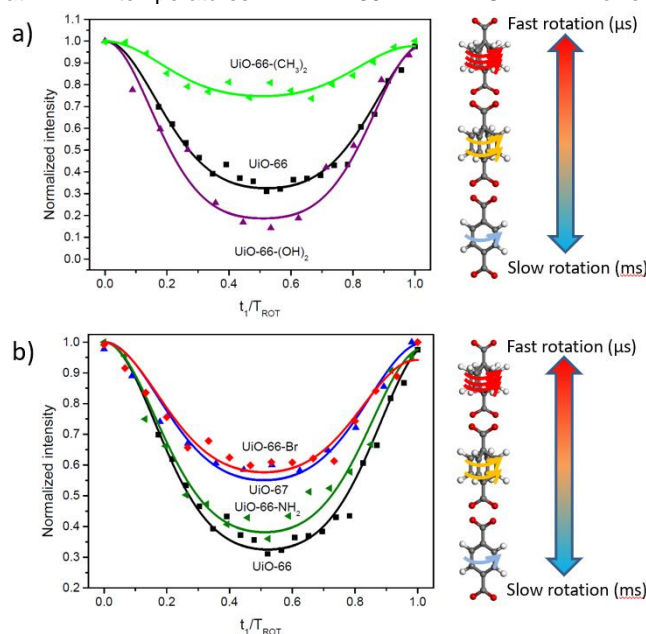 temperatures
a)
Normalized intensity
1.0
0.9
0.8
0.7
0.6
0.5
0.4
0.3
0.2
0.1
0.0
UiO-66-(CH₃)₂
UiO-66
UiO-66-(OH)₂
0.0 0.2 0.4 0.6 0.8 1.0
t₁/T_ROT
Fast rotation (μs)
Slow rotation (ms)
b)
Normalized intensity
1.0
0.9
0.8
0.7
0.6
0.5
0.4
0.3
0.2
UiO-66-Br
UiO-67
UiO-66-NH₂
UiO-66
0.0 0.2 0.4 0.6 0.8 1.0
t₁/T_ROT
Fast rotation (μs)
Slow rotation (ms)